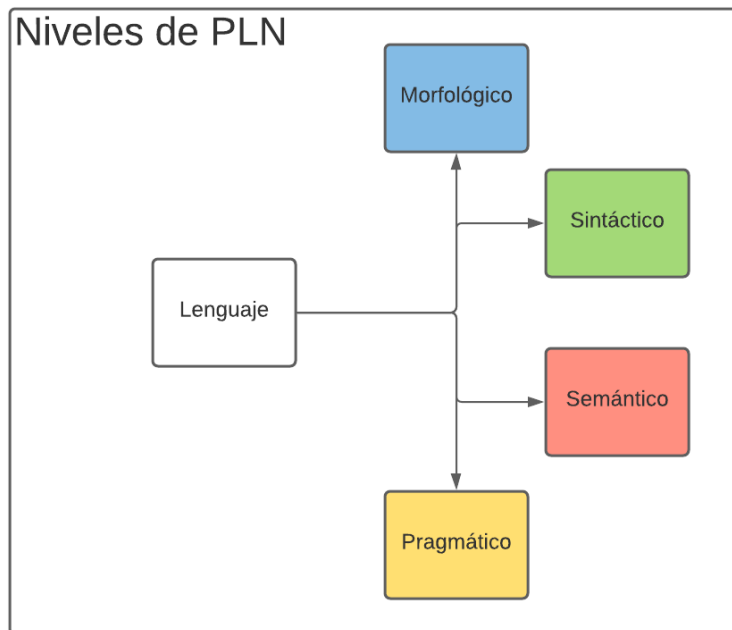 Niveles de PLN
Morfológico
Sintáctico
Lenguaje
Semántico
Pragmático